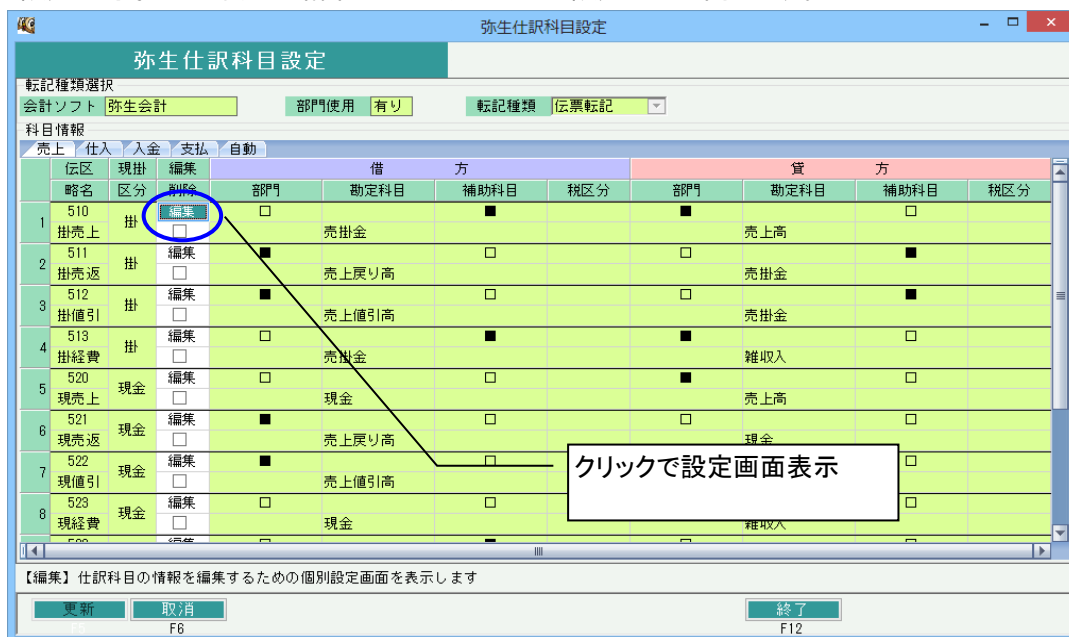 弥生仕訳科目設定
弥生仕訳科目設定
転記種類選択
会計ソフト 弥生会計 部門使用 有り 転記種類 伝票転記
科目情報
売上 仕入 入金 支払 自動
伝区 現掛 編集 借 方 貸 方
略名 区分 削除 部門 勘定科目 補助科目 税区分 部門 勘定科目 補助科目 税区分
1 510 掛 編集 □ ■ ■ □
掛売上 □ 売掛金 売上高
2 511 掛 編集 ■ □ □ ■
掛売返 □ 売上戻り高 売掛金
3 512 掛 編集 ■ □ □ ■
掛値引 □ 売上値引高 売掛金
4 513 掛 編集 □ ■ ■ □
掛経費 □ 売掛金 雑収入
5 520 現金 編集 □ □ ■ □
現売上 □ 現金 売上高
6 521 現金 編集 ■ □ □ □
現売返 □ 売上戻り高 現金
7 522 現金 編集 ■ □ □
現値引 □ 売上値引高
8 523 現金 編集 □ □ □
現経費 □ 現金 雑収入
クリックで設定画面表示
【編集】仕訳科目の情報を編集するための個別設定画面を表示します
更新 取消 終了
F5 F6 F12